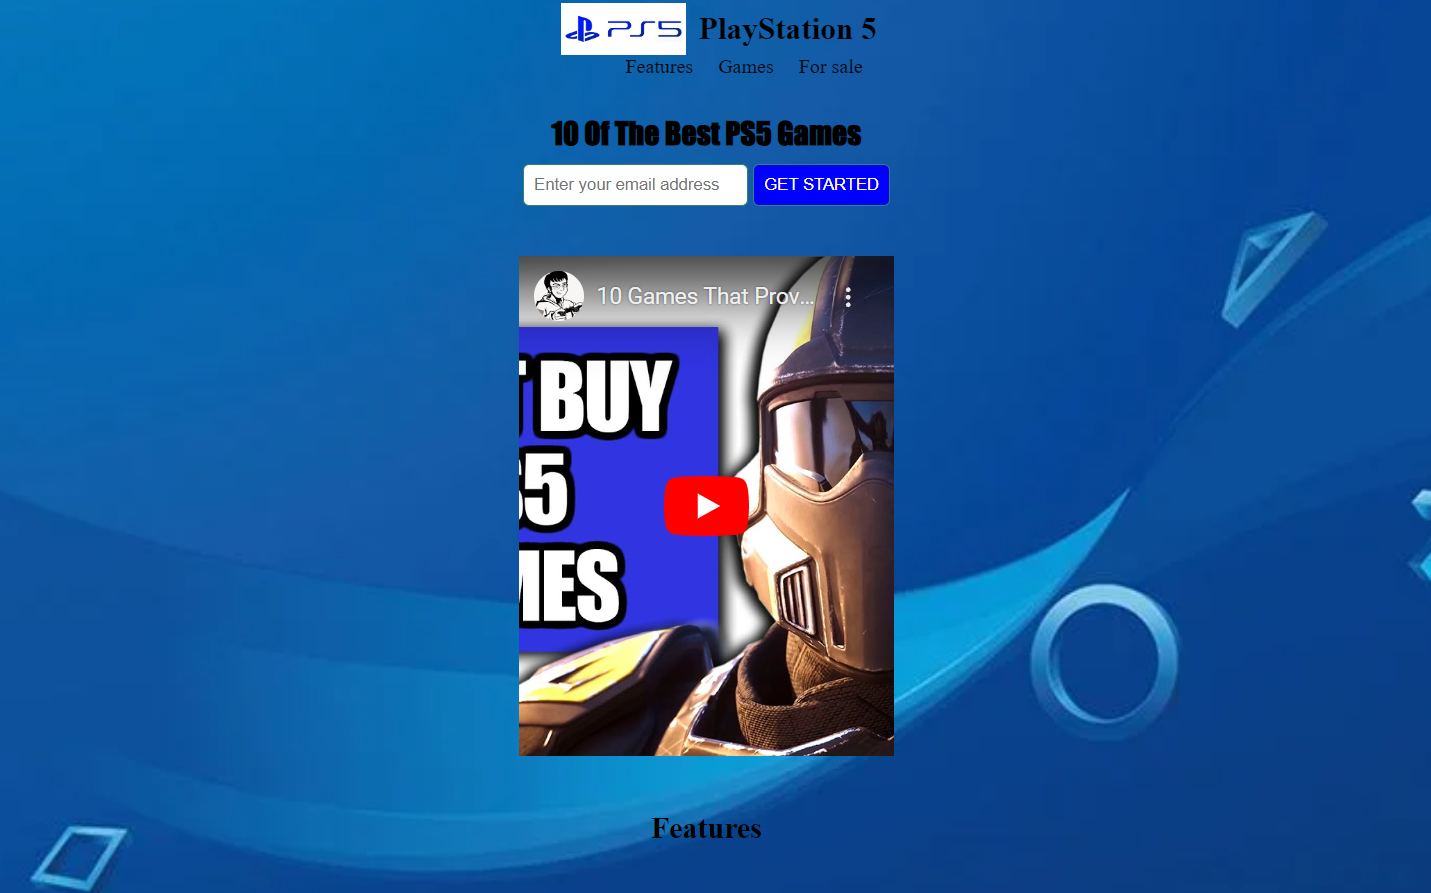 PS5 PlayStation 5
Features Games For sale
10 Of The Best PS5 Games
Enter your email address GET STARTED
10 Games That Prov...
BUY
5
MES
Features